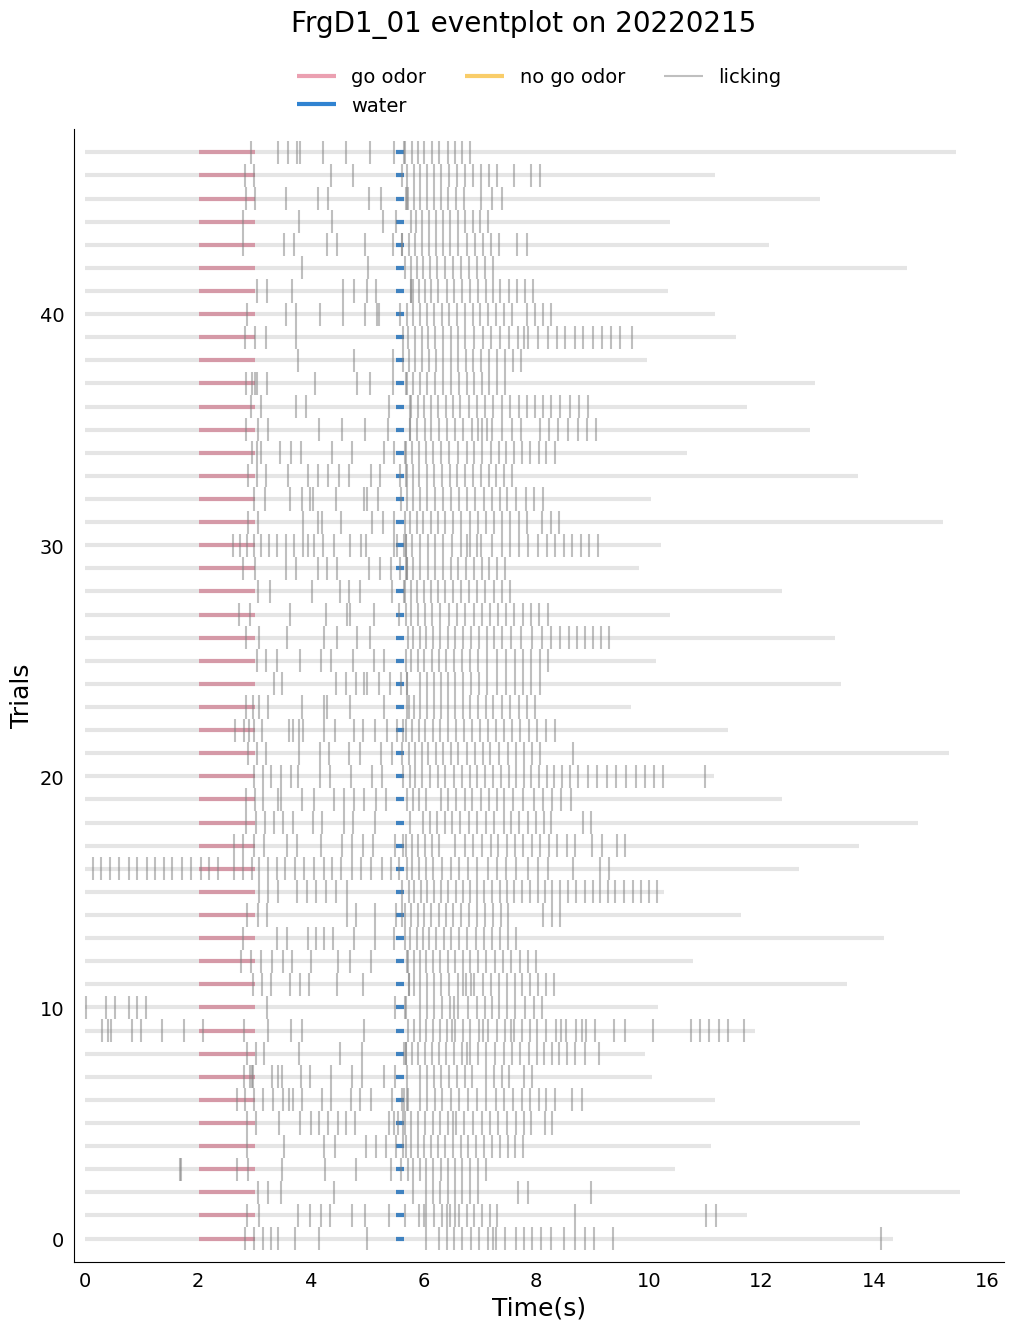 FrgD1_01 eventplot on 20220215
go odor
no go odor
licking
water
40
30
20
10
0
Trials
0 2 4 6 8 10 12 14 16
Time(s)